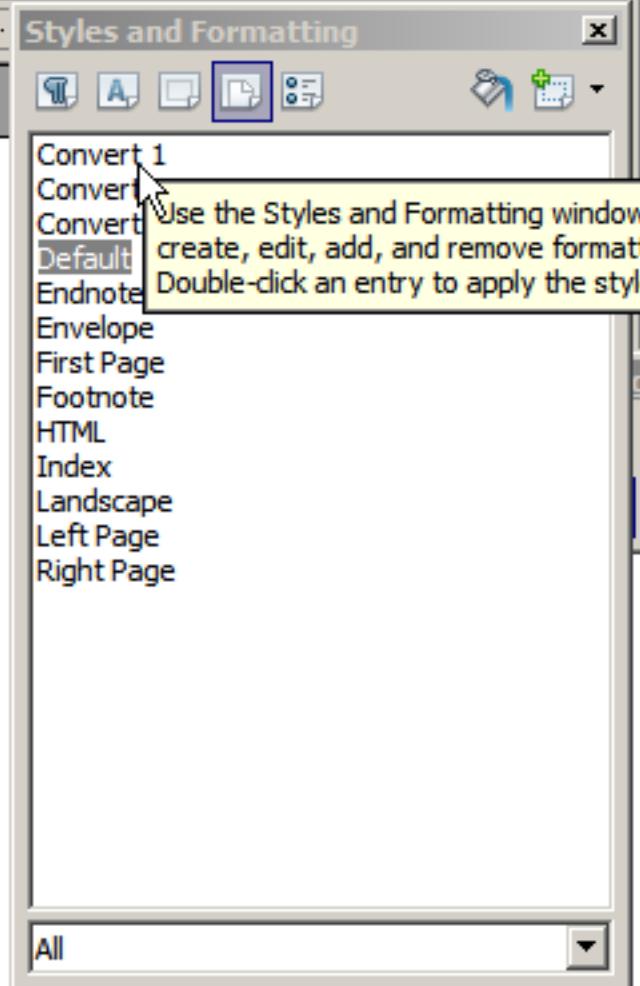 Styles and Formatting
A
Convert 1
Convert
Use the Styles and Formatting window
Convert
create, edit, add, and remove formatt
Default
Double-click an entry to apply the styl
Endnote
Envelope
First Page
Footnote
HTML
Index
Landscape
Left Page
Right Page
All